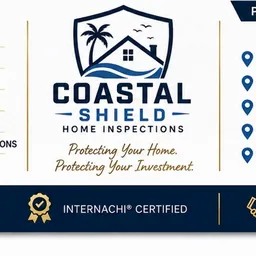 COASTAL
SHIELD
HOME INSPECTIONS
Protecting Your Home.
Protecting Your Investment.
INTERNACHI® CERTIFIED